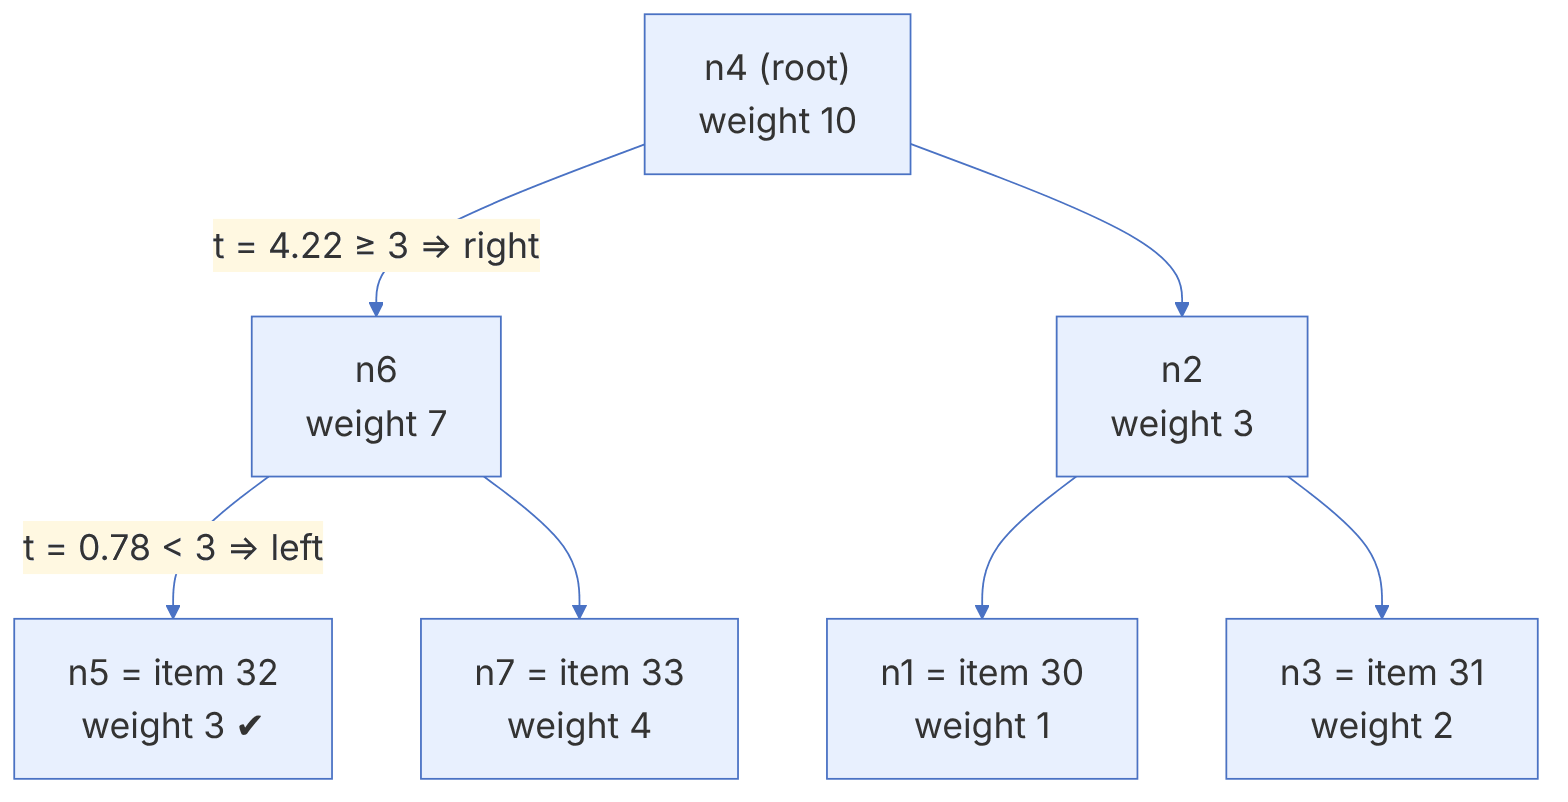 n4 (root)
weight 10
t = 4.22 ≥ 3 ⇒ right
n6
weight 7
n2
weight 3
t = 0.78 < 3 ⇒ left
n5 = item 32
weight 3 ✔
n7 = item 33
weight 4
n1 = item 30
weight 1
n3 = item 31
weight 2